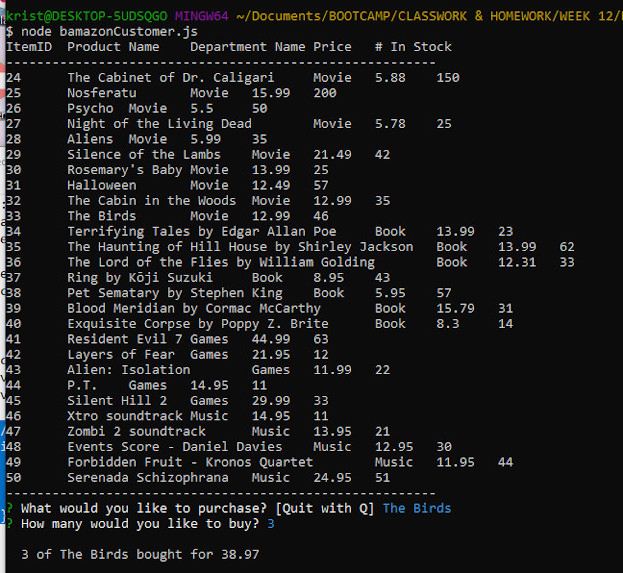 krist@DESKTOP-5UDSQGO MINGW64 ~/Documents/BOOTCAMP/CLASSWORK & HOMEWORK/WEEK 12/
$ node bamazonCustomer.js
ItemID Product Name Department Name Price # In Stock
-------------------------------------------------------
24 The Cabinet of Dr. Caligari Movie 5.88 150
25 Nosferatu Movie 15.99 200
26 Psycho Movie 5.5 50
27 Night of the Living Dead Movie 5.78 25
28 Aliens Movie 5.99 35
29 Silence of the Lambs Movie 21.49 42
30 Rosemary's Baby Movie 13.99 25
31 Halloween Movie 12.49 57
32 The Cabin in the Woods Movie 12.99 35
33 The Birds Movie 12.99 46
34 Terrifying Tales by Edgar Allan Poe Book 13.99 23
35 The Haunting of Hill House by Shirley Jackson Book 13.99 62
36 The Lord of the Flies by William Golding Book 12.31 33
37 Ring by Kōji Suzuki Book 8.95 43
38 Pet Sematary by Stephen King Book 5.95 57
39 Blood Meridian by Cormac McCarthy Book 15.79 31
40 Exquisite Corpse by Poppy Z. Brite Book 8.3 14
41 Resident Evil 7 Games 44.99 63
42 Layers of Fear Games 21.95 12
43 Alien: Isolation Games 11.99 22
44 P.T. Games 14.95 11
45 Silent Hill 2 Games 29.99 33
46 Xtro soundtrack Music 14.95 11
47 Zombi 2 soundtrack Music 13.95 21
48 Events Score - Daniel Davies Music 12.95 30
49 Forbidden Fruit - Kronos Quartet Music 11.95 44
50 Serenada Schizophrana Music 24.95 51
-------------------------------------------------------
? What would you like to purchase? [Quit with Q] The Birds
? How many would you like to buy? 3
3 of The Birds bought for 38.97